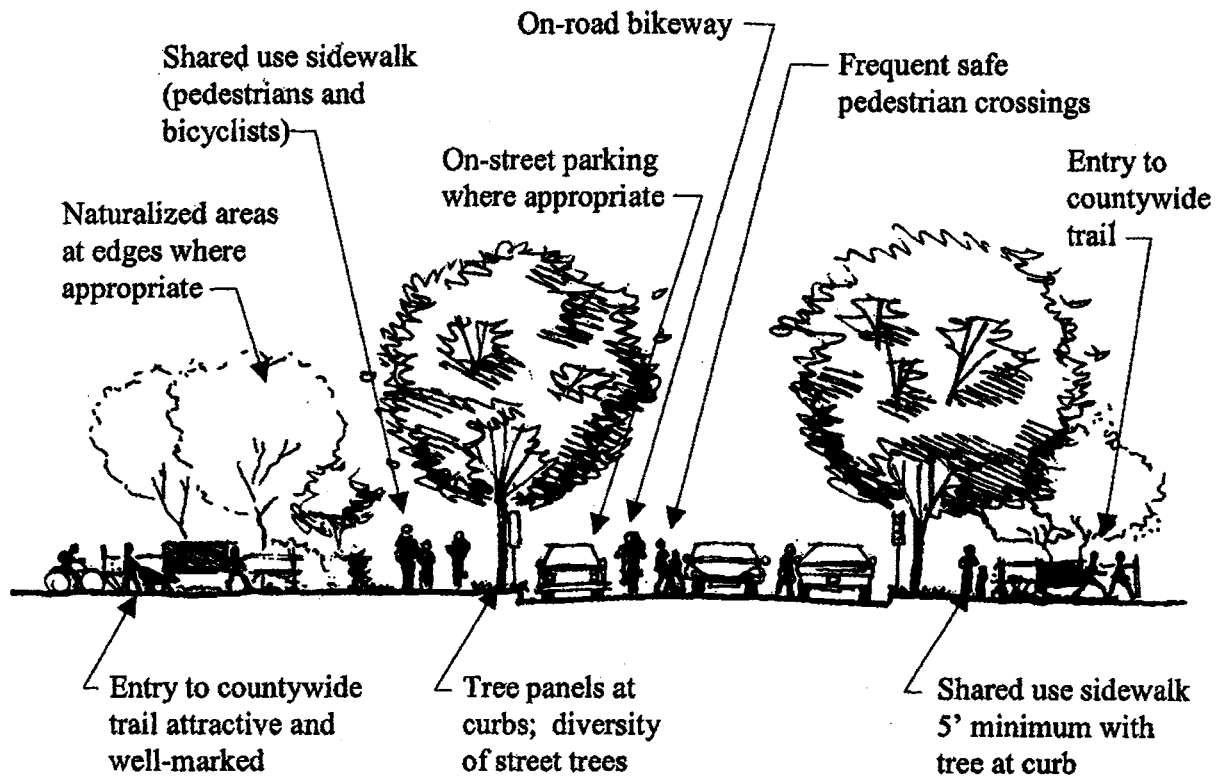 On-road bikeway
Shared use sidewalk
(pedestrians and
bicyclists)
Frequent safe
pedestrian crossings
On-street parking
where appropriate
Entry to
countywide
trail
Naturalized areas
at edges where
appropriate
Entry to countywide
trail attractive and
well-marked
Tree panels at
curbs; diversity
of street trees
Shared use sidewalk
5' minimum with
tree at curb